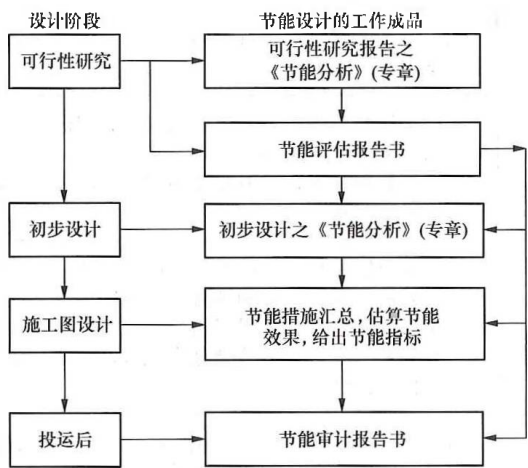 设计阶段
节能设计的工作成品
可行性研究
可行性研究报告之
《节能分析》(专章)
节能评估报告书
初步设计
初步设计之《节能分析》(专章)
施工图设计
节能措施汇总,估算节能
效果,给出节能指标
投运后
节能审计报告书